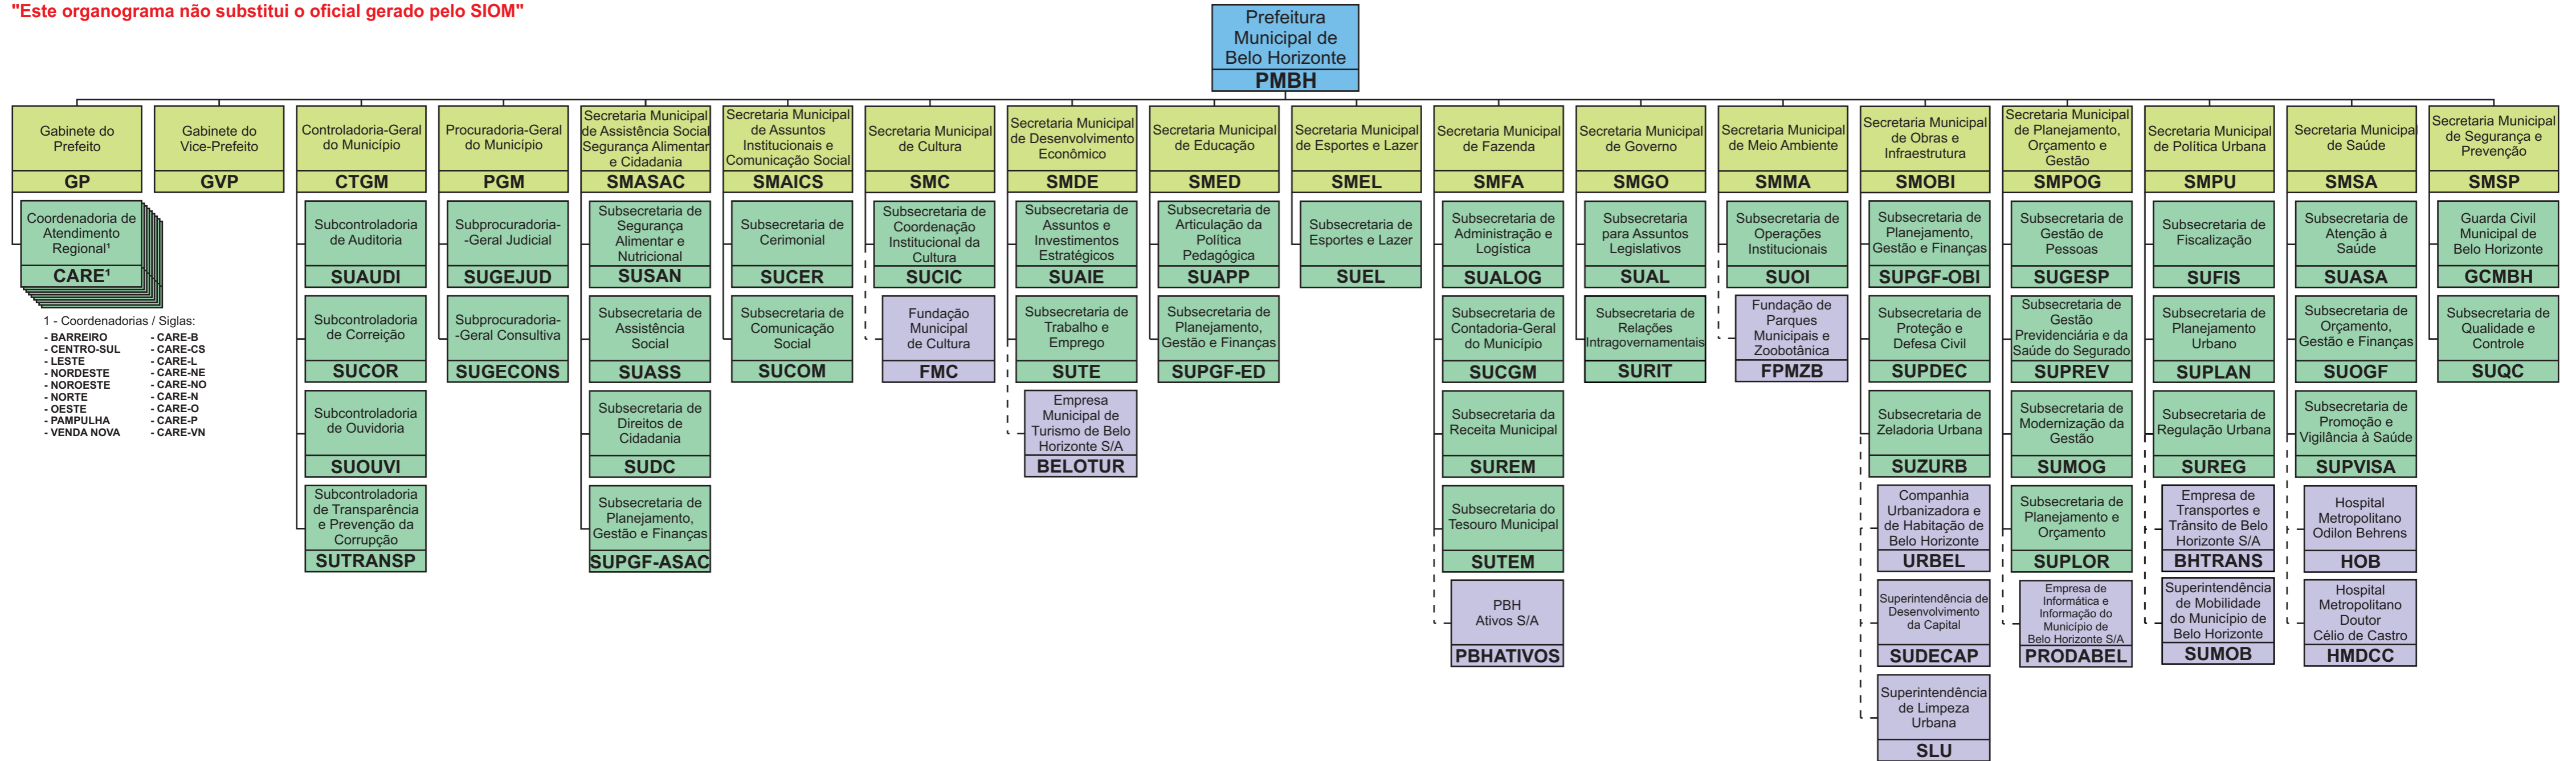 "Este organograma não substitui o oficial gerado pelo SIOM"
Prefeitura
Municipal de
Belo Horizonte
PMBH
Gabinete do
Prefeito
GP
Coordenadoria de
Atendimento
Regional¹
CARE¹
1 - Coordenadorias / Siglas:
- BARREIRO - CARE-B
- CENTRO-SUL - CARE-CS
- LESTE - CARE-L
- NORDESTE - CARE-NE
- NOROESTE - CARE-NO
- NORTE - CARE-N
- OESTE - CARE-O
- PAMPULHA - CARE-P
- VENDA NOVA - CARE-VN
Gabinete do
Vice-Prefeito
GVP
Controladoria-Geral
do Município
CTGM
Subcontroladoria
de Auditoria
SUAUDI
Subcontroladoria
de Correição
SUCOR
Subcontroladoria
de Ouvidoria
SUOUVI
Subcontroladoria
de Transparência
e Prevenção da
Corrupção
SUTRANSP
Procuradoria-Geral
do Município
PGM
Subprocuradoria-
-Geral Judicial
SUGEJUD
Subprocuradoria-
-Geral Consultiva
SUGECONS
Secretaria Municipal
de Assistência Social
Segurança Alimentar
e Cidadania
SMASAC
Subsecretaria de
Segurança
Alimentar e
Nutricional
SUSAN
Subsecretaria de
Assistência
Social
SUASS
Subsecretaria de
Direitos de
Cidadania
SUDC
Subsecretaria de
Planejamento,
Gestão e Finanças
SUPGF-ASAC
Secretaria Municipal
de Assuntos
Institucionais e
Comunicação Social
SMAICS
Subsecretaria de
Cerimonial
SUCER
Subsecretaria de
Comunicação
Social
SUCOM
Secretaria Municipal
de Cultura
SMC
Subsecretaria de
Coordenação
Institucional da
Cultura
SUCIC
Fundação
Municipal
de Cultura
FMC
Secretaria Municipal
de Desenvolvimento
Econômico
SMDE
Subsecretaria de
Assuntos e
Investimentos
Estratégicos
SUAIE
Subsecretaria de
Trabalho e
Emprego
SUTE
Empresa
Municipal de
Turismo de Belo
Horizonte S/A
BELOTUR
Secretaria Municipal
de Educação
SMED
Subsecretaria de
Articulação da
Política
Pedagógica
SUAPP
Subsecretaria de
Planejamento,
Gestão e Finanças
SUPGF-ED
Secretaria Municipal
de Esportes e Lazer
SMEL
Subsecretaria de
Esportes e Lazer
SUEL
Secretaria Municipal
de Fazenda
SMFA
Subsecretaria de
Administração e
Logística
SUALOG
Subsecretaria de
Contadoria-Geral
do Município
SUCGM
Subsecretaria da
Receita Municipal
SUREM
Subsecretaria do
Tesouro Municipal
SUTEM
PBH
Ativos S/A
PBHATIVOS
Secretaria Municipal
de Governo
SMGO
Subsecretaria
para Assuntos
Legislativos
SUAL
Subsecretaria de
Relações
Intragovernamentais
SURIT
Secretaria Municipal
de Meio Ambiente
SMMA
Subsecretaria de
Operações
Institucionais
SUOI
Fundação de
Parques
Municipais e
Zoobotânica
FPMZB
Secretaria Municipal
de Obras e
Infraestrutura
SMOBI
Subsecretaria de
Planejamento,
Gestão e Finanças
SUPGF-OBI
Subsecretaria de
Proteção e
Defesa Civil
SUPDEC
Subsecretaria de
Zeladoria Urbana
SUZURB
Companhia
Urbanizadora e
de Habitação de
Belo Horizonte
URBEL
Superintendência de
Desenvolvimento
da Capital
SUDECAP
Superintendência
de Limpeza
Urbana
SLU
Secretaria Municipal
de Planejamento,
Orçamento e
Gestão
SMPOG
Subsecretaria de
Gestão de
Pessoas
SUGESP
Subsecretaria de
Gestão
Previdenciária e da
Saúde do Segurado
SUPREV
Subsecretaria de
Modernização da
Gestão
SUMOG
Subsecretaria de
Planejamento e
Orçamento
SUPLOR
Empresa de
Informática e
Informação do
Município de
Belo Horizonte S/A
PRODABEL
Secretaria Municipal
de Política Urbana
SMPU
Subsecretaria de
Fiscalização
SUFIS
Subsecretaria de
Planejamento
Urbano
SUPLAN
Subsecretaria de
Regulação Urbana
SUREG
Empresa de
Transportes e
Trânsito de Belo
Horizonte S/A
BHTRANS
Superintendência
de Mobilidade
do Município de
Belo Horizonte
SUMOB
Secretaria Municipal
de Saúde
SMSA
Subsecretaria de
Atenção à
Saúde
SUASA
Subsecretaria de
Orçamento,
Gestão e Finanças
SUOGF
Subsecretaria de
Promoção e
Vigilância à Saúde
SUPVISA
Hospital
Metropolitano
Odilon Behrens
HOB
Hospital
Metropolitano
Doutor
Célio de Castro
HMDCC
Secretaria Municipal
de Segurança e
Prevenção
SMSP
Guarda Civil
Municipal de
Belo Horizonte
GCMBH
Subsecretaria de
Qualidade e
Controle
SUQC